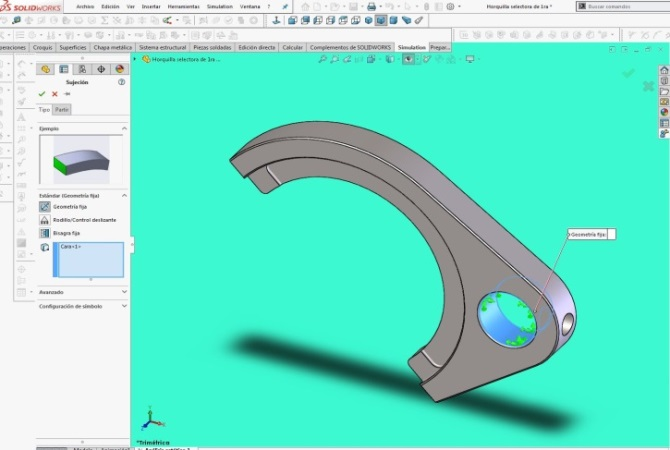 SOLIDWORKS
Archivo Edición Ver Insertar Herramientas Simulation Ventana ?
Horquilla selectora de 1ra *
Buscar comandos
Croquis Superficies Chapa metálica Sistema estructural Piezas soldadas Edición directa Calcular Complementos de SOLIDWORKS Simulation Prepar...
Horquilla selectora de 1ra ...
Sujeción
Tipo Partir
Ejemplo
Estándar (Geometría fija)
Geometría fija
Rodillo/Control deslizante
Bisagra fija
Cara<1>
Avanzado
Configuración de símbolo
Geometría fija:
*Trimétrica